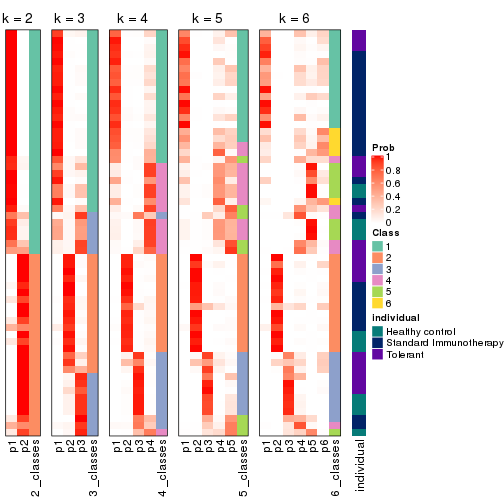 k = 2 k = 3 k = 4 k = 5 k = 6
Prob
1
0.8
0.6
0.4
0.2
0
Class
1
2
3
4
5
6
individual
Healthy control
Standard Immunotherapy
Tolerant
p1 p2 2_classes
p1 p2 p3 3_classes
p1 p2 p3 p4 4_classes
p1 p2 p3 p4 p5 5_classes
p1 p2 p3 p4 p5 p6 6_classes
individual